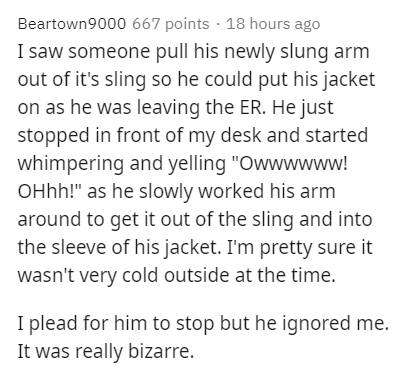 Beartown9000 667 points · 18 hours ago
I saw someone pull his newly slung arm
out of it's sling so he could put his jacket
on as he was leaving the ER. He just
stopped in front of my desk and started
whimpering and yelling "Owwwwww!
OHhh!" as he slowly worked his arm
around to get it out of the sling and into
the sleeve of his jacket. I'm pretty sure it
wasn't very cold outside at the time.
I plead for him to stop but he ignored me.
It was really bizarre.